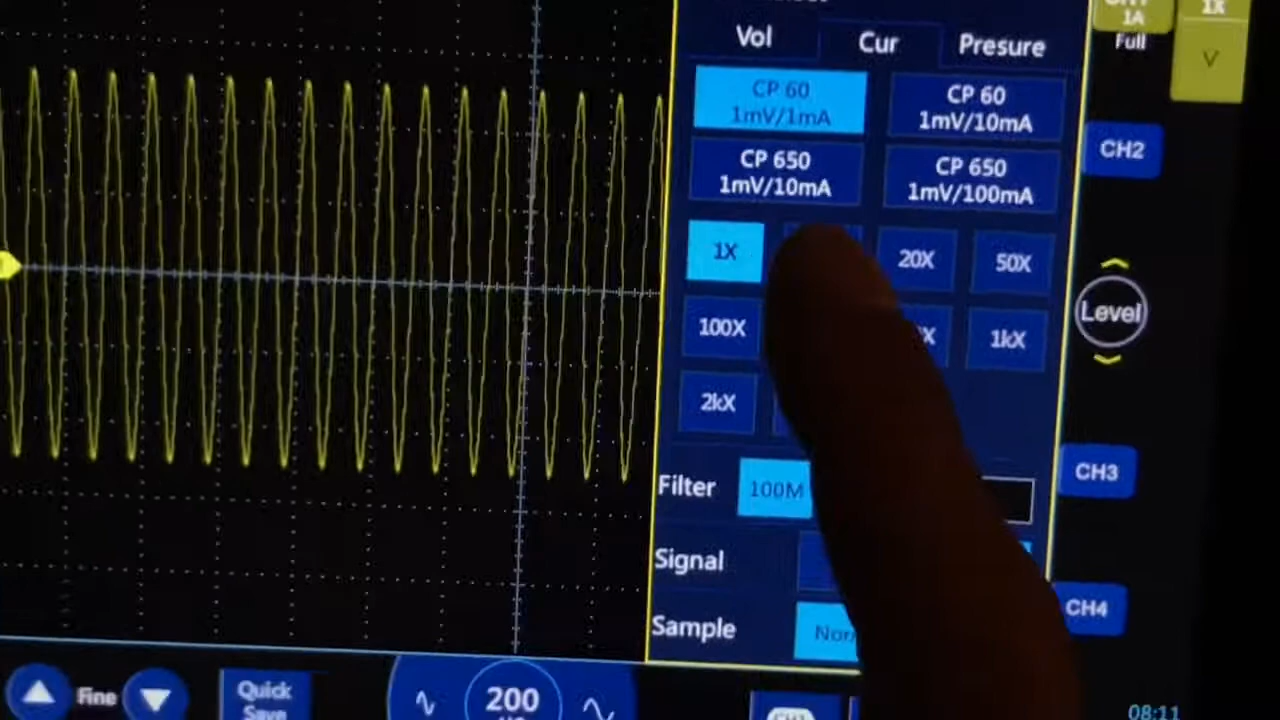 Vol Cur Presure
1A
Full
1X
V
CP 60
1mV/1mA
CP 60
1mV/10mA
CP 650
1mV/10mA
CP 650
1mV/100mA
CH2
1X 20X 50X
Level
100X X 1kX
2kX
CH3
Filter 100M
Signal
CH4
Sample
Fine
Quick
Save
200
08:11